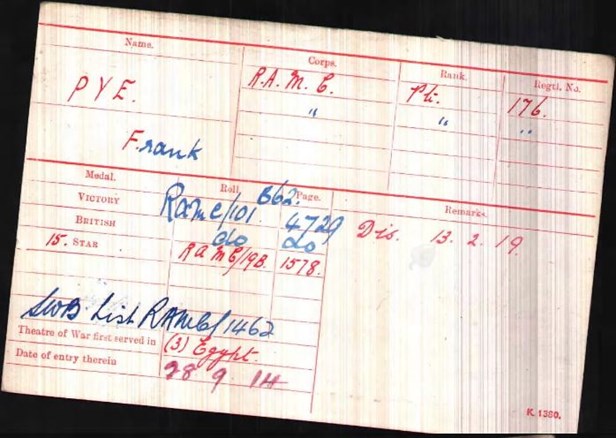 Name. Corps. Rank. Regtl. No.
PYE. R.A.M.C. Pte. 176.
" " "
Frank
Medal. Roll. Page. Remarks.
B62.
VICTORY RAMC/101 4729 Dis. 13. 2. 19.
BRITISH do do
15. STAR RAMC/19B. 1578.
SWB. List RAMC/1462
Theatre of War first served in (3) Egypt.
Date of entry therein 28 9 14
K. 1380.